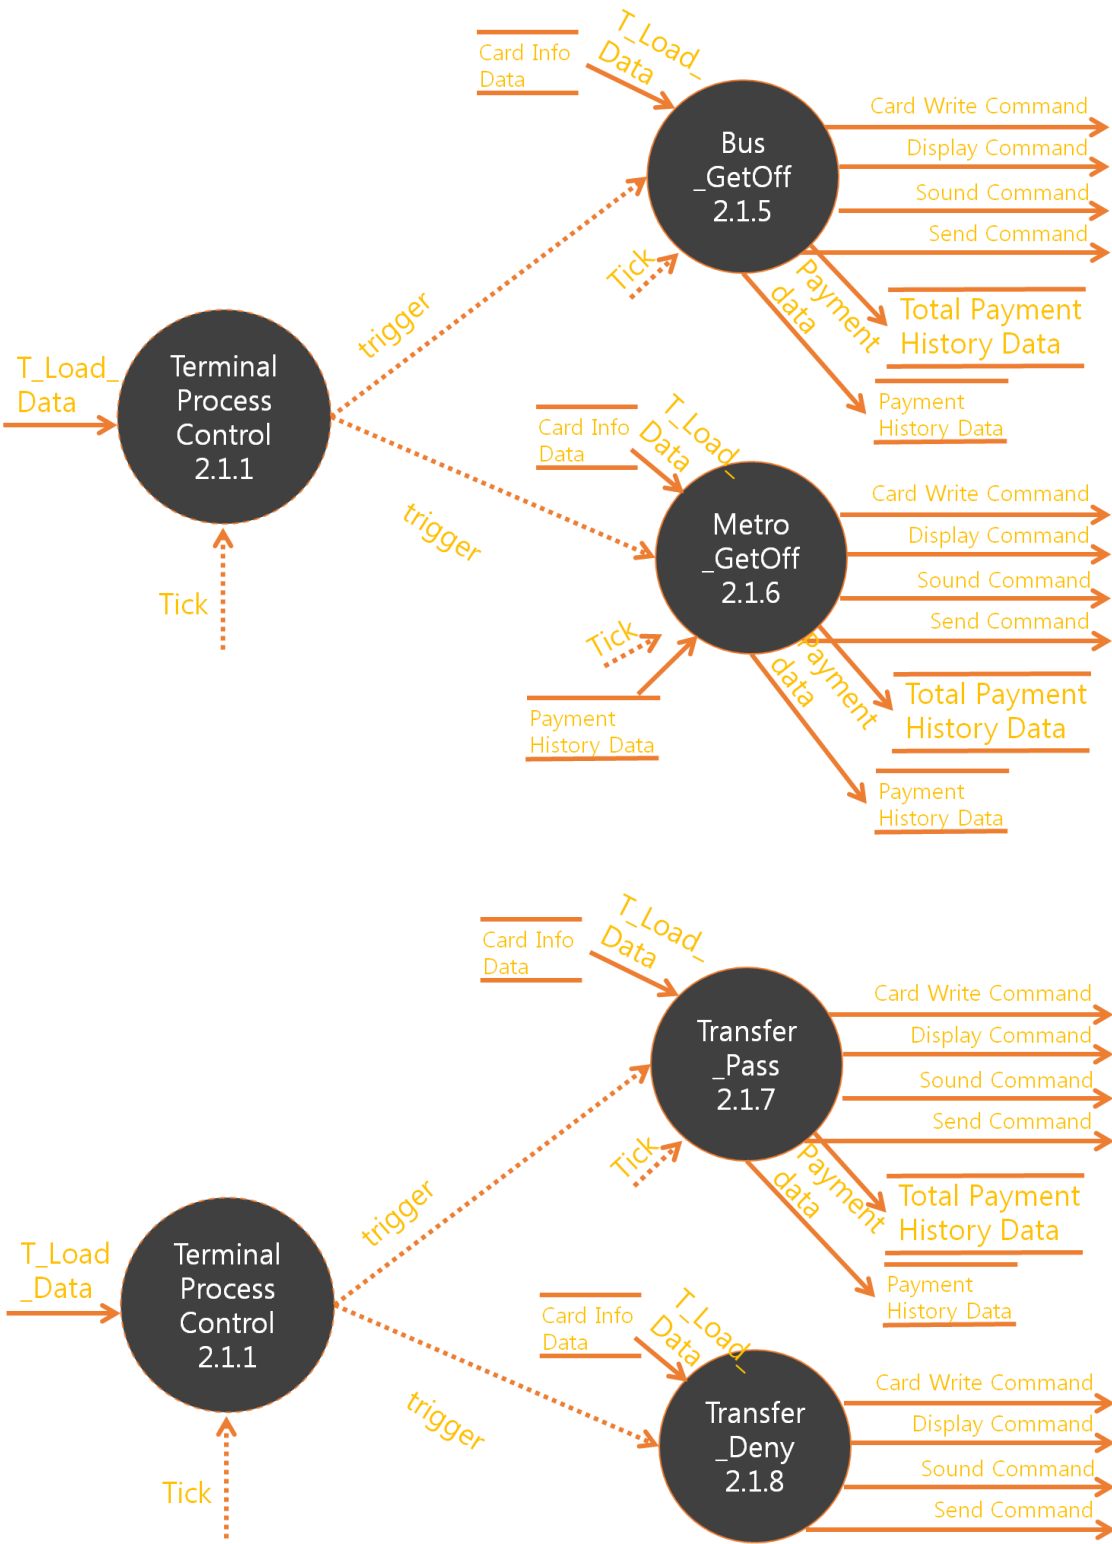 Card Info
Data
T_Load_
Data
Bus
_GetOff
2.1.5
Card Write Command
Display Command
Sound Command
Send Command
Tick
Payment
data
Total Payment
History Data
Payment
History Data
trigger
T_Load_
Data
Terminal
Process
Control
2.1.1
Tick
trigger
Card Info
Data
T_Load_
Data
Metro
_GetOff
2.1.6
Card Write Command
Display Command
Sound Command
Send Command
Tick
Payment
History Data
Payment
data
Total Payment
History Data
Payment
History Data
Card Info
Data
T_Load_
Data
Transfer
_Pass
2.1.7
Card Write Command
Display Command
Sound Command
Send Command
Tick
Payment
data
Total Payment
History Data
Payment
History Data
trigger
T_Load
_Data
Terminal
Process
Control
2.1.1
Tick
trigger
Card Info
Data
T_Load_
Data
Transfer
_Deny
2.1.8
Card Write Command
Display Command
Sound Command
Send Command